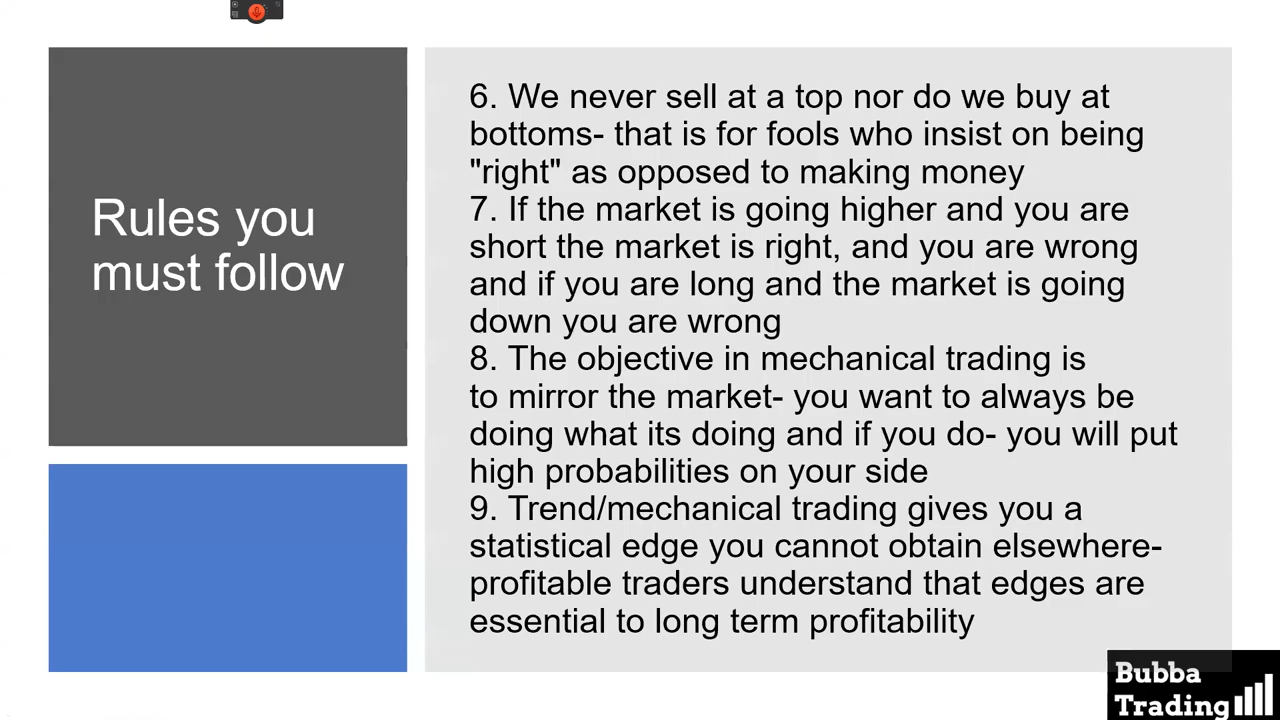 Rules you
must follow
6. We never sell at a top nor do we buy at
bottoms- that is for fools who insist on being
"right" as opposed to making money
7. If the market is going higher and you are
short the market is right, and you are wrong
and if you are long and the market is going
down you are wrong
8. The objective in mechanical trading is
to mirror the market- you want to always be
doing what its doing and if you do- you will put
high probabilities on your side
9. Trend/mechanical trading gives you a
statistical edge you cannot obtain elsewhere-
profitable traders understand that edges are
essential to long term profitability
Bubba
Trading